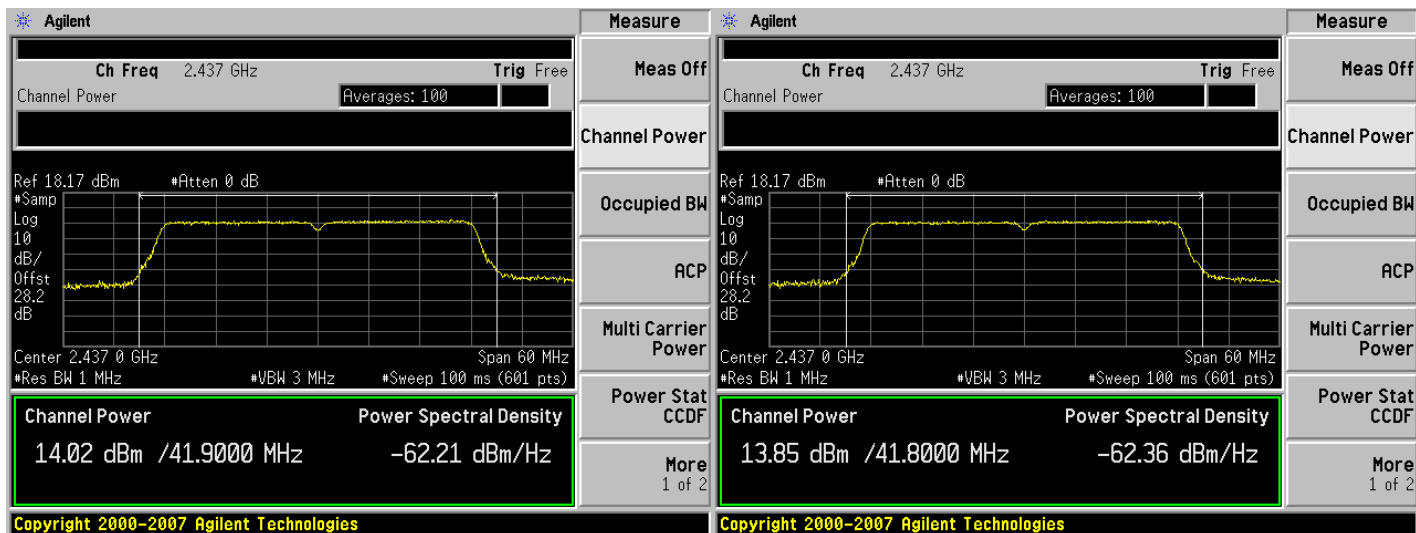 Agilent
Measure
Ch Freq 2.437 GHz Trig Free
Meas Off
Channel Power Averages: 100
Channel Power
Ref 18.17 dBm #Atten 0 dB
#Samp
Log
10
dB/
Offst
28.2
dB
Occupied BW
ACP
Multi Carrier
Power
Center 2.437 0 GHz Span 60 MHz
#Res BW 1 MHz #VBW 3 MHz #Sweep 100 ms (601 pts)
Power Stat
CCDF
Channel Power Power Spectral Density
14.02 dBm /41.9000 MHz -62.21 dBm/Hz
More
1 of 2
Copyright 2000-2007 Agilent Technologies
Agilent
Measure
Ch Freq 2.437 GHz Trig Free
Meas Off
Channel Power Averages: 100
Channel Power
Ref 18.17 dBm #Atten 0 dB
#Samp
Log
10
dB/
Offst
28.2
dB
Occupied BW
ACP
Multi Carrier
Power
Center 2.437 0 GHz Span 60 MHz
#Res BW 1 MHz #VBW 3 MHz #Sweep 100 ms (601 pts)
Power Stat
CCDF
Channel Power Power Spectral Density
13.85 dBm /41.8000 MHz -62.36 dBm/Hz
More
1 of 2
Copyright 2000-2007 Agilent Technologies